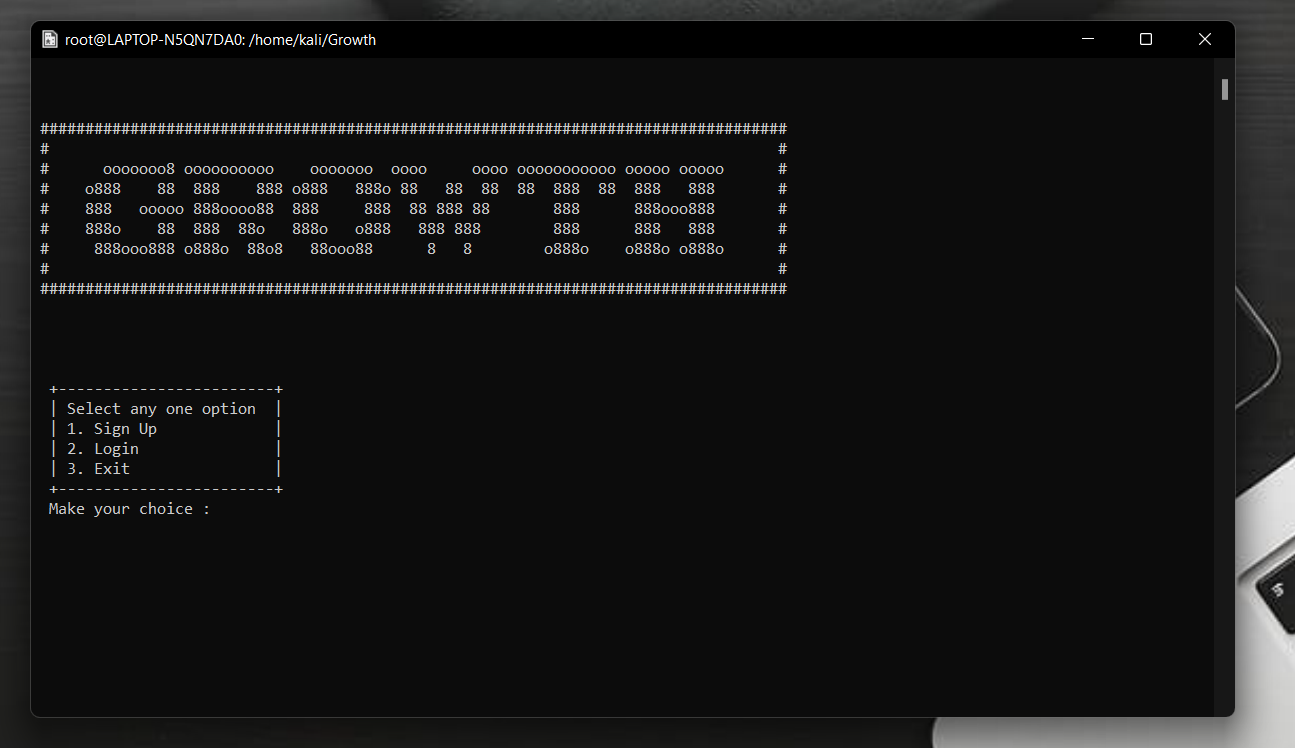 root@LAPTOP-N5QN7DA0: /home/kali/Growth
###################################################################################
#                                                                                 #
#      ooooooo8 oooooooooo    ooooooo  oooo     oooo ooooooooooo ooooo ooooo      #
#    o888    88  888    888 o888   888o 88   88  88  88  888  88  888   888       #
#    888   ooooo 888oooo88  888     888  88 888 88       888      888ooo888       #
#    888o    88  888  88o   888o   o888   888 888        888      888   888       #
#     888ooo888 o888o  88o8   88ooo88      8   8        o888o    o888o o888o      #
#                                                                                 #
###################################################################################
+------------------------+
| Select any one option  |
| 1. Sign Up             |
| 2. Login               |
| 3. Exit                |
+------------------------+
Make your choice :